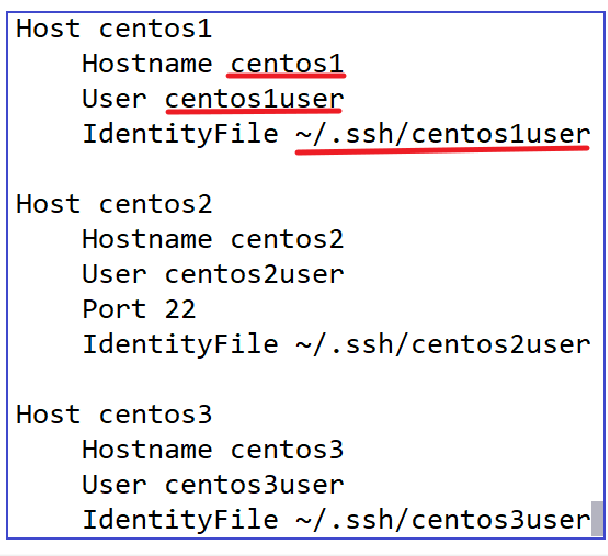 Host centos1
    Hostname centos1
    User centos1user
    IdentityFile ~/.ssh/centos1user

Host centos2
    Hostname centos2
    User centos2user
    Port 22
    IdentityFile ~/.ssh/centos2user

Host centos3
    Hostname centos3
    User centos3user
    IdentityFile ~/.ssh/centos3user